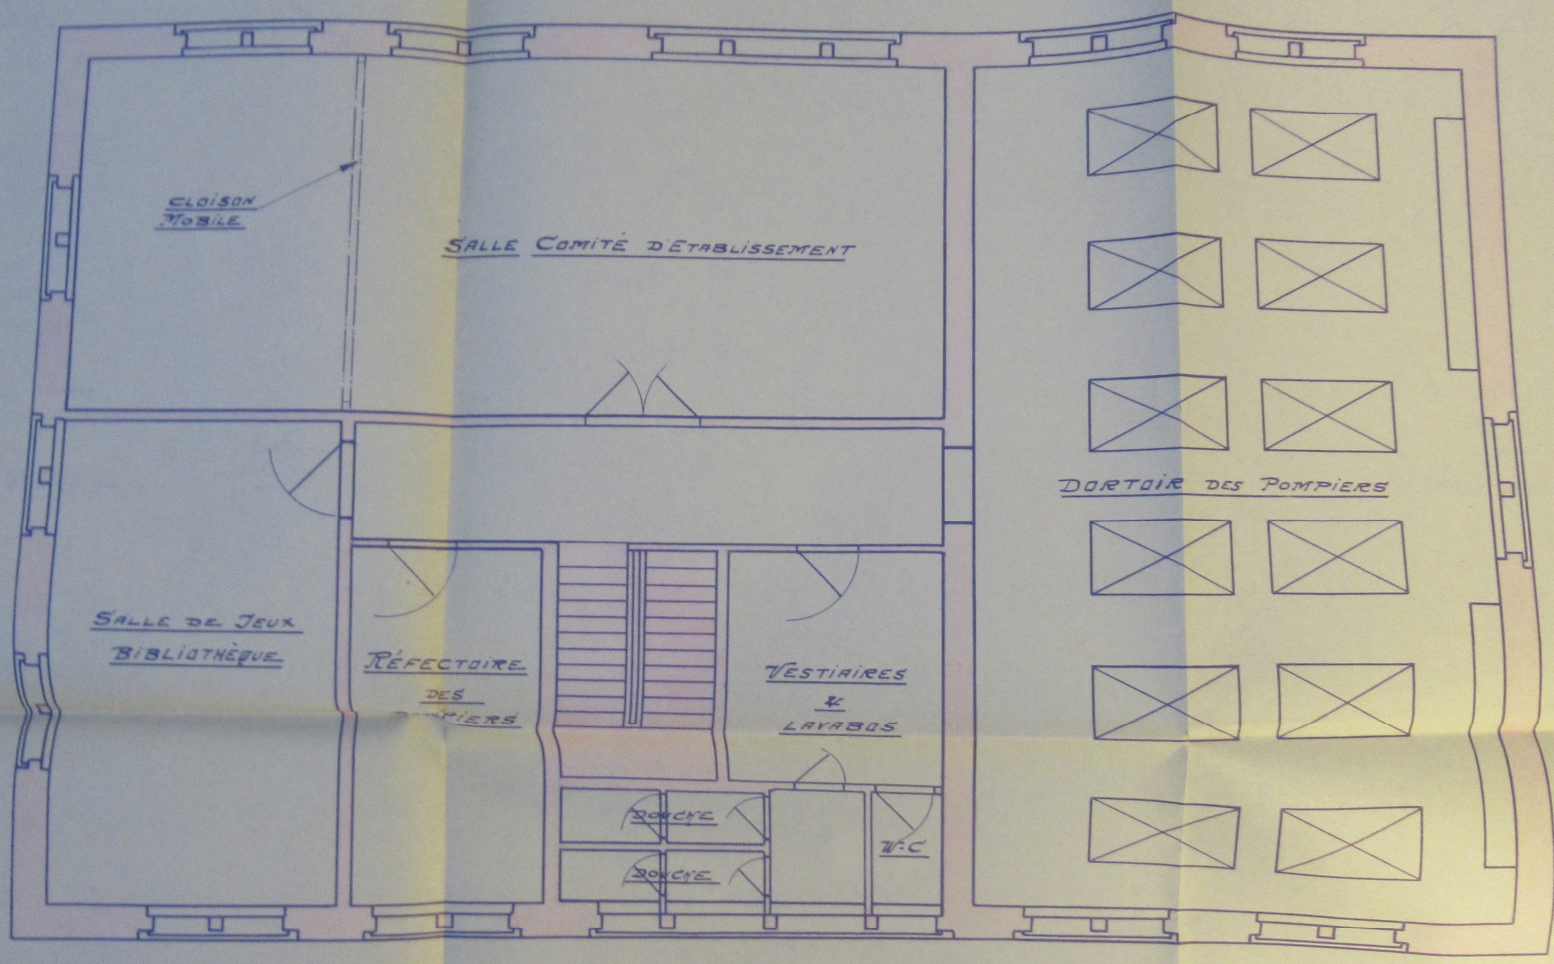 CLOISON
MOBILE
SALLE COMITÉ D'ETABLISSEMENT
DORTOIR DES POMPIERS
SALLE DE JEUX
BIBLIOTHÈQUE
RÉFECTOIRE
DES
VESTIAIRES
&
LAVABOS
DOUCHE
DOUCHE
W-C